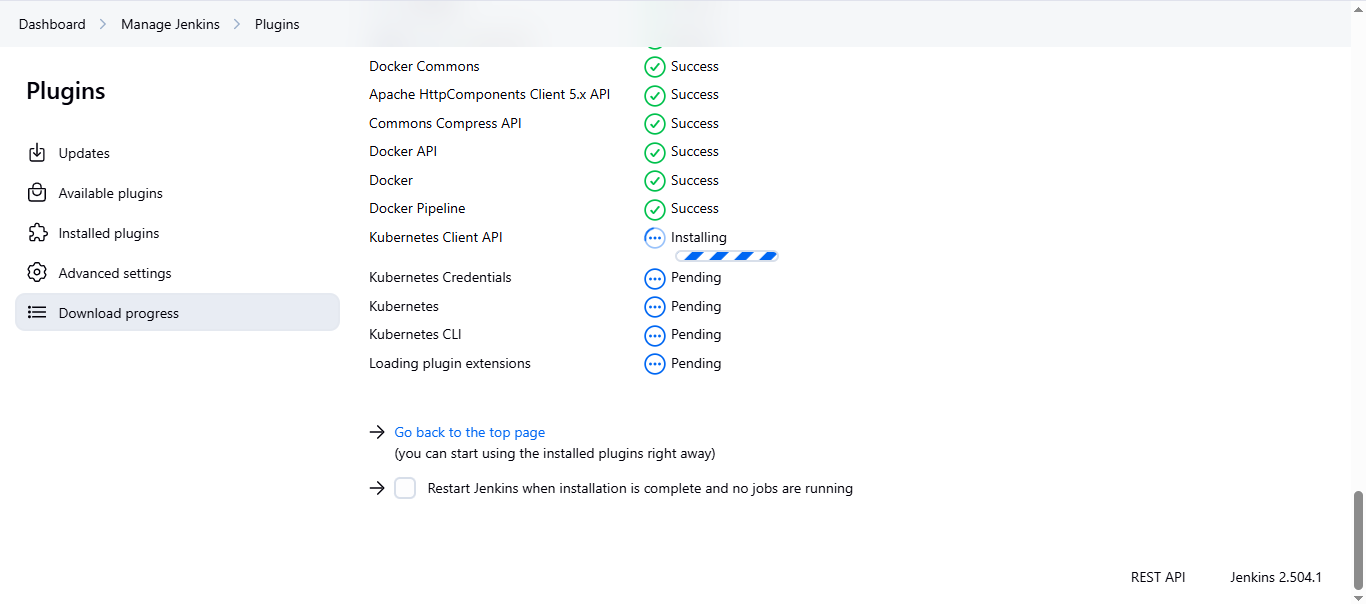 Dashboard > Manage Jenkins > Plugins
Plugins
Updates
Available plugins
Installed plugins
Advanced settings
Download progress
Docker Commons Success
Apache HttpComponents Client 5.x API Success
Commons Compress API Success
Docker API Success
Docker Success
Docker Pipeline Success
Kubernetes Client API Installing
Kubernetes Credentials Pending
Kubernetes Pending
Kubernetes CLI Pending
Loading plugin extensions Pending
→ Go back to the top page
(you can start using the installed plugins right away)
→ Restart Jenkins when installation is complete and no jobs are running
REST API Jenkins 2.504.1